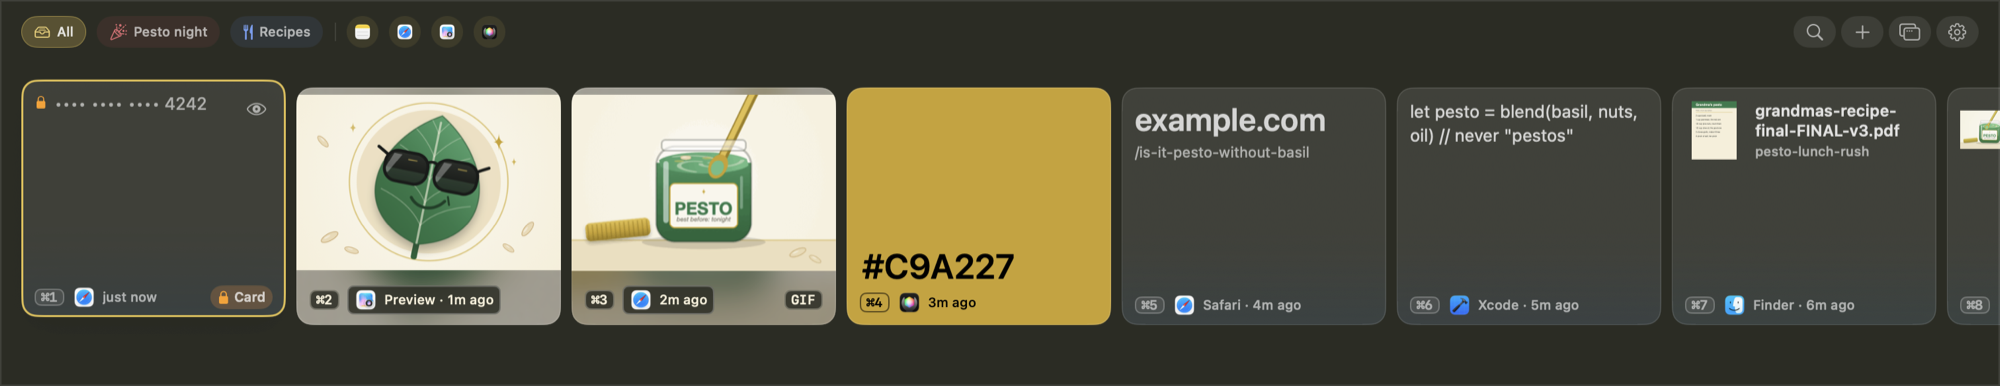 All
Pesto night
Recipes
•••• •••• •••• 4242
⌘1
just now
Card
PESTO
best before: tonight
⌘2
Preview · 1m ago
⌘3
2m ago
GIF
#C9A227
⌘4
3m ago
example.com
/is-it-pesto-without-basil
⌘5
Safari · 4m ago
let pesto = blend(basil, nuts,
oil) // never "pestos"
⌘6
Xcode · 5m ago
grandmas-recipe-
final-FINAL-v3.pdf
pesto-lunch-rush
⌘7
Finder · 6m ago
⌘8